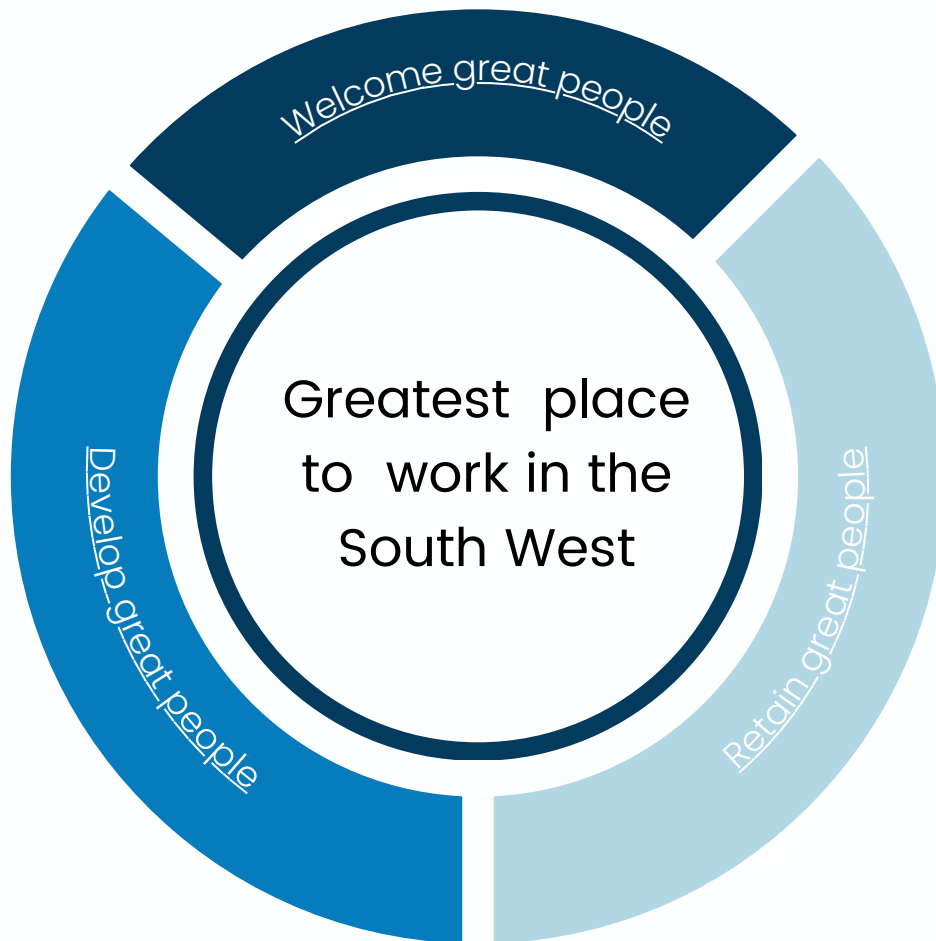 Welcome great people
Greatest place
to work in the
South West
Develop great people
Retain great people